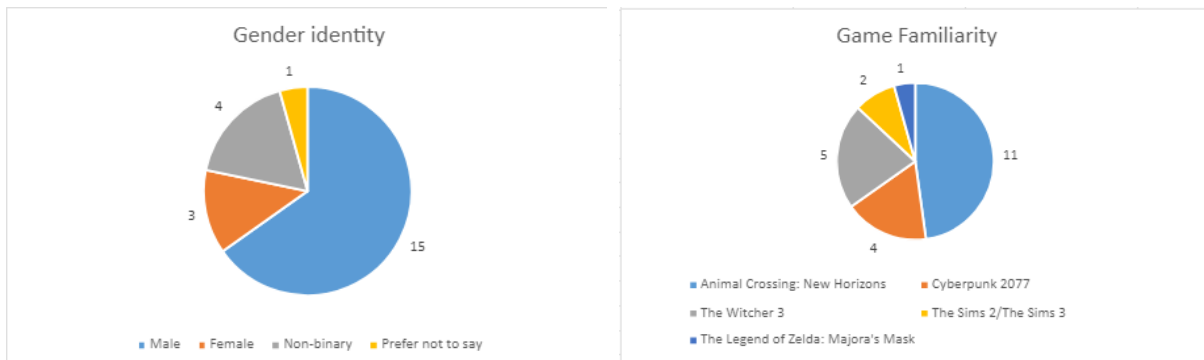 Gender identity
1
4
3
15
Male Female Non-binary Prefer not to say
Game Familiarity
1
2
5
11
4
Animal Crossing: New Horizons Cyberpunk 2077
The Witcher 3 The Sims 2/The Sims 3
The Legend of Zelda: Majora's Mask